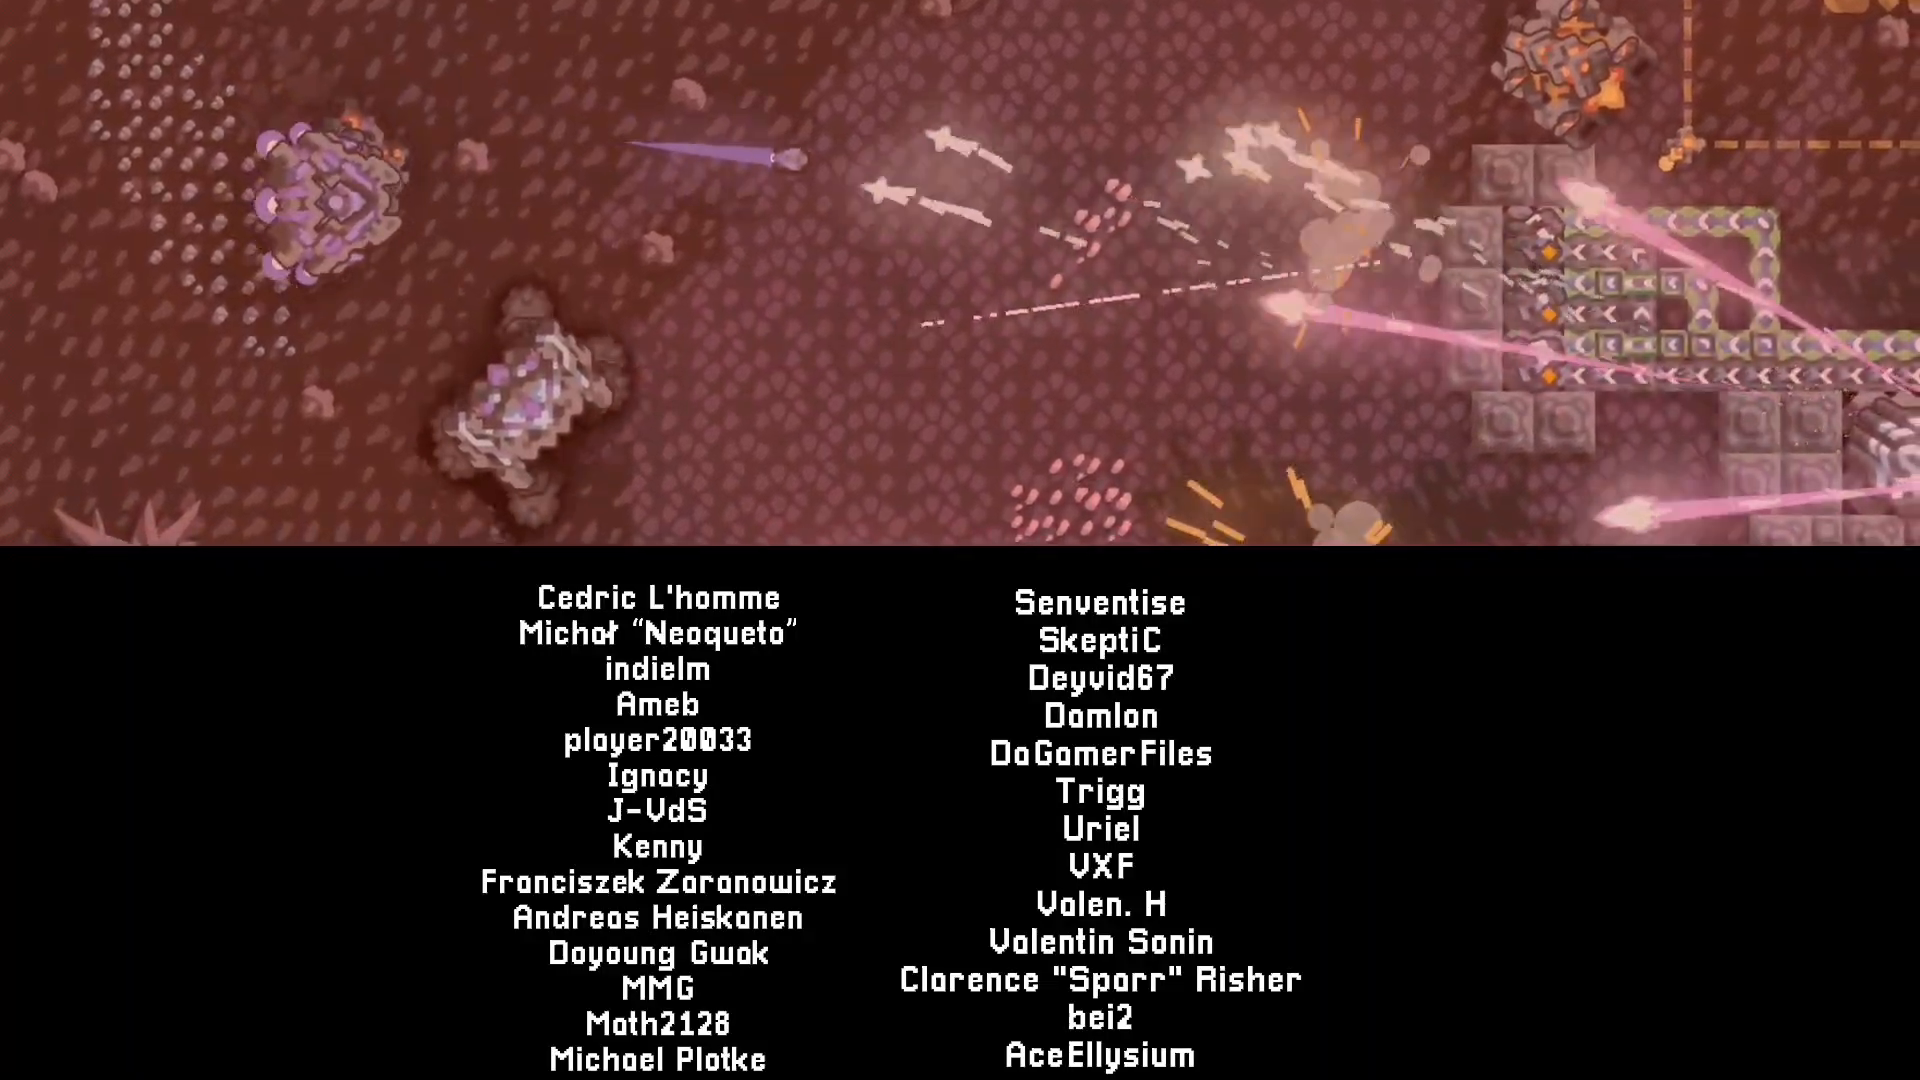 Cedric L'homme
Michał “Neoqueto”
indielm
Ameb
player20033
Ignacy
J-VdS
Kenny
Franciszek Zaranowicz
Andreas Heiskanen
Doyoung Gwak
MMG
Math2128
Michael Plotke
Senventise
SkeptiC
Deyvid67
Damlon
DaGamerFiles
Trigg
Uriel
VXF
Valen. H
Valentin Sonin
Clarence "Sparr" Risher
bei2
AceEllysium